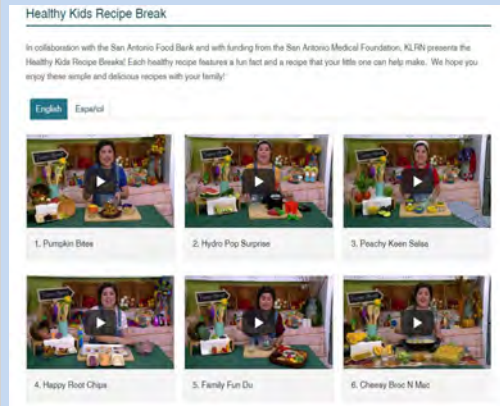 Healthy Kids Recipe Break
In collaboration with the San Antonio Food Bank and with funding from the San Antonio Medical Foundation, KLRN presents the
Healthy Kids Recipe Breaks! Each healthy recipe features a fun fact and a recipe that your little one can help make. We hope you
enjoy these simple and delicious recipes with your family!
English Español
1. Pumpkin Bites
2. Hydro Pop Surprise
3. Peachy Keen Salsa
4. Happy Root Chips
5. Family Fun Du
6. Cheesy Broc N Mac